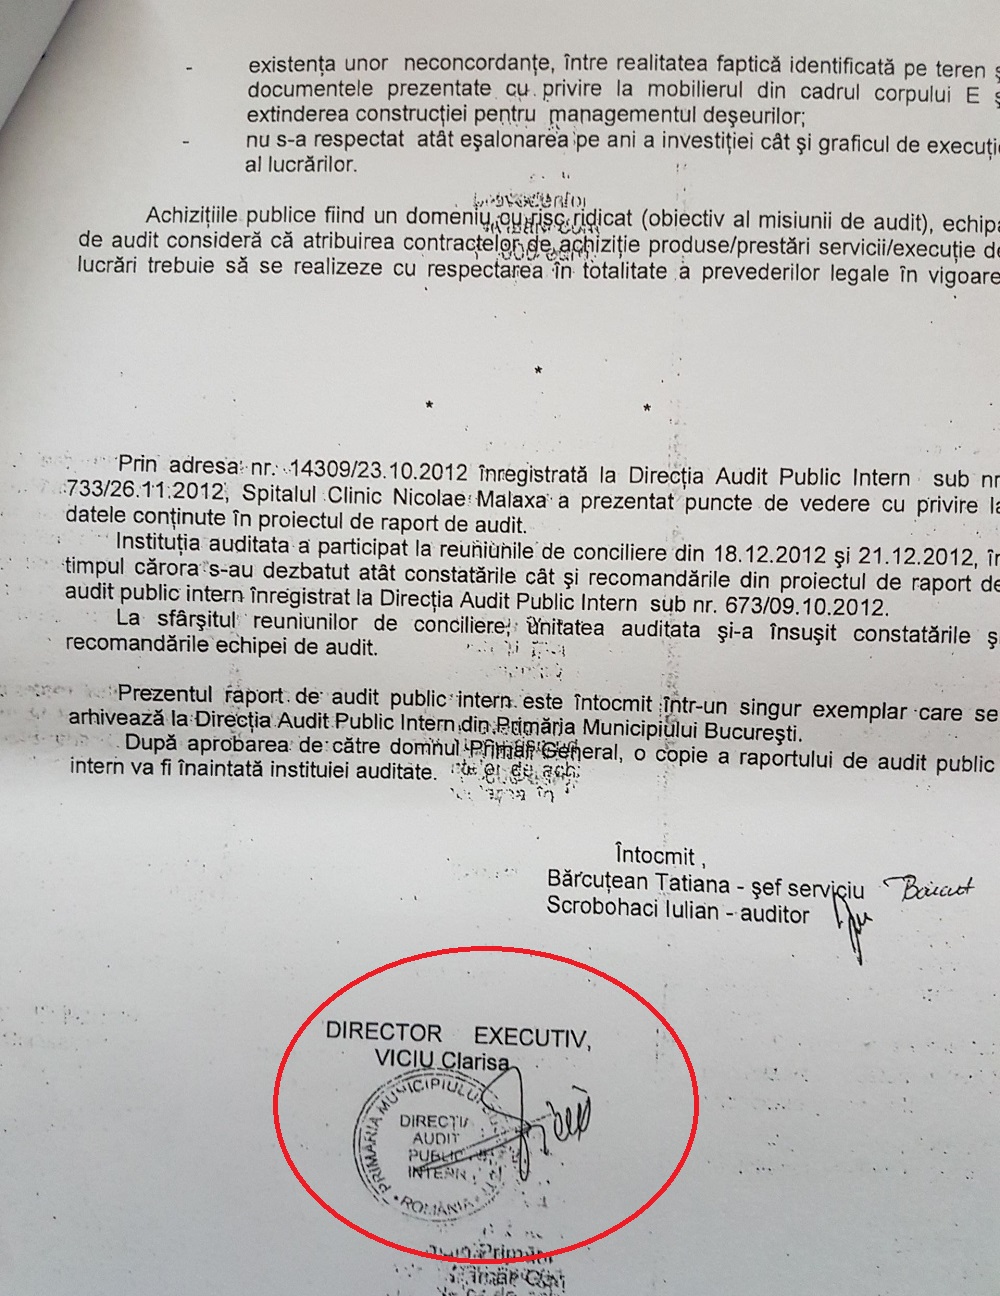 - existența unor neconcordanțe, între realitatea faptică identificată pe teren ș
documentele prezentate cu privire la mobilierul din cadrul corpului E ș
extinderea construcției pentru managementul deșeurilor;
- nu s-a respectat atât eșalonarea pe ani a investiției cât și graficul de execuție
al lucrărilor.
Achizițiile publice fiind un domeniu cu risc ridicat (obiectiv al misiunii de audit), echipa
de audit consideră că atribuirea contractelor de achiziție produse/prestări servicii/execuție de
lucrări trebuie să se realizeze cu respectarea în totalitate a prevederilor legale în vigoare
*
* *
Prin adresa nr. 14309/23.10.2012 înregistrată la Direcția Audit Public Intern sub nr
733/26.11.2012, Spitalul Clinic Nicolae Malaxa a prezentat puncte de vedere cu privire la
datele conținute în proiectul de raport de audit.
Instituția auditata a participat la reuniunile de conciliere din 18.12.2012 și 21.12.2012, în
timpul cărora s-au dezbatut atât constatările cât și recomandările din proiectul de raport de
audit public intern înregistrat la Direcția Audit Public Intern sub nr. 673/09.10.2012.
La sfârșitul reuniunilor de conciliere, unitatea auditata și-a însușit constatările ș
recomandările echipei de audit.
Prezentul raport de audit public intern este întocmit într-un singur exemplar care se
arhivează la Direcția Audit Public Intern din Primăria Municipiului București.
După aprobarea de către domnul Primar General, o copie a raportului de audit public
intern va fi înaintată instituiei auditate.
Întocmit ,
Bărcuțean Tatiana - șef serviciu
Scrobohaci Iulian - auditor
DIRECTOR EXECUTIV,
VICIU Clarisa
PRIMĂRIA MUNICIPIULUI
DIRECȚIA
AUDIT
PUBLIC
INTERN
ROMÂNIA